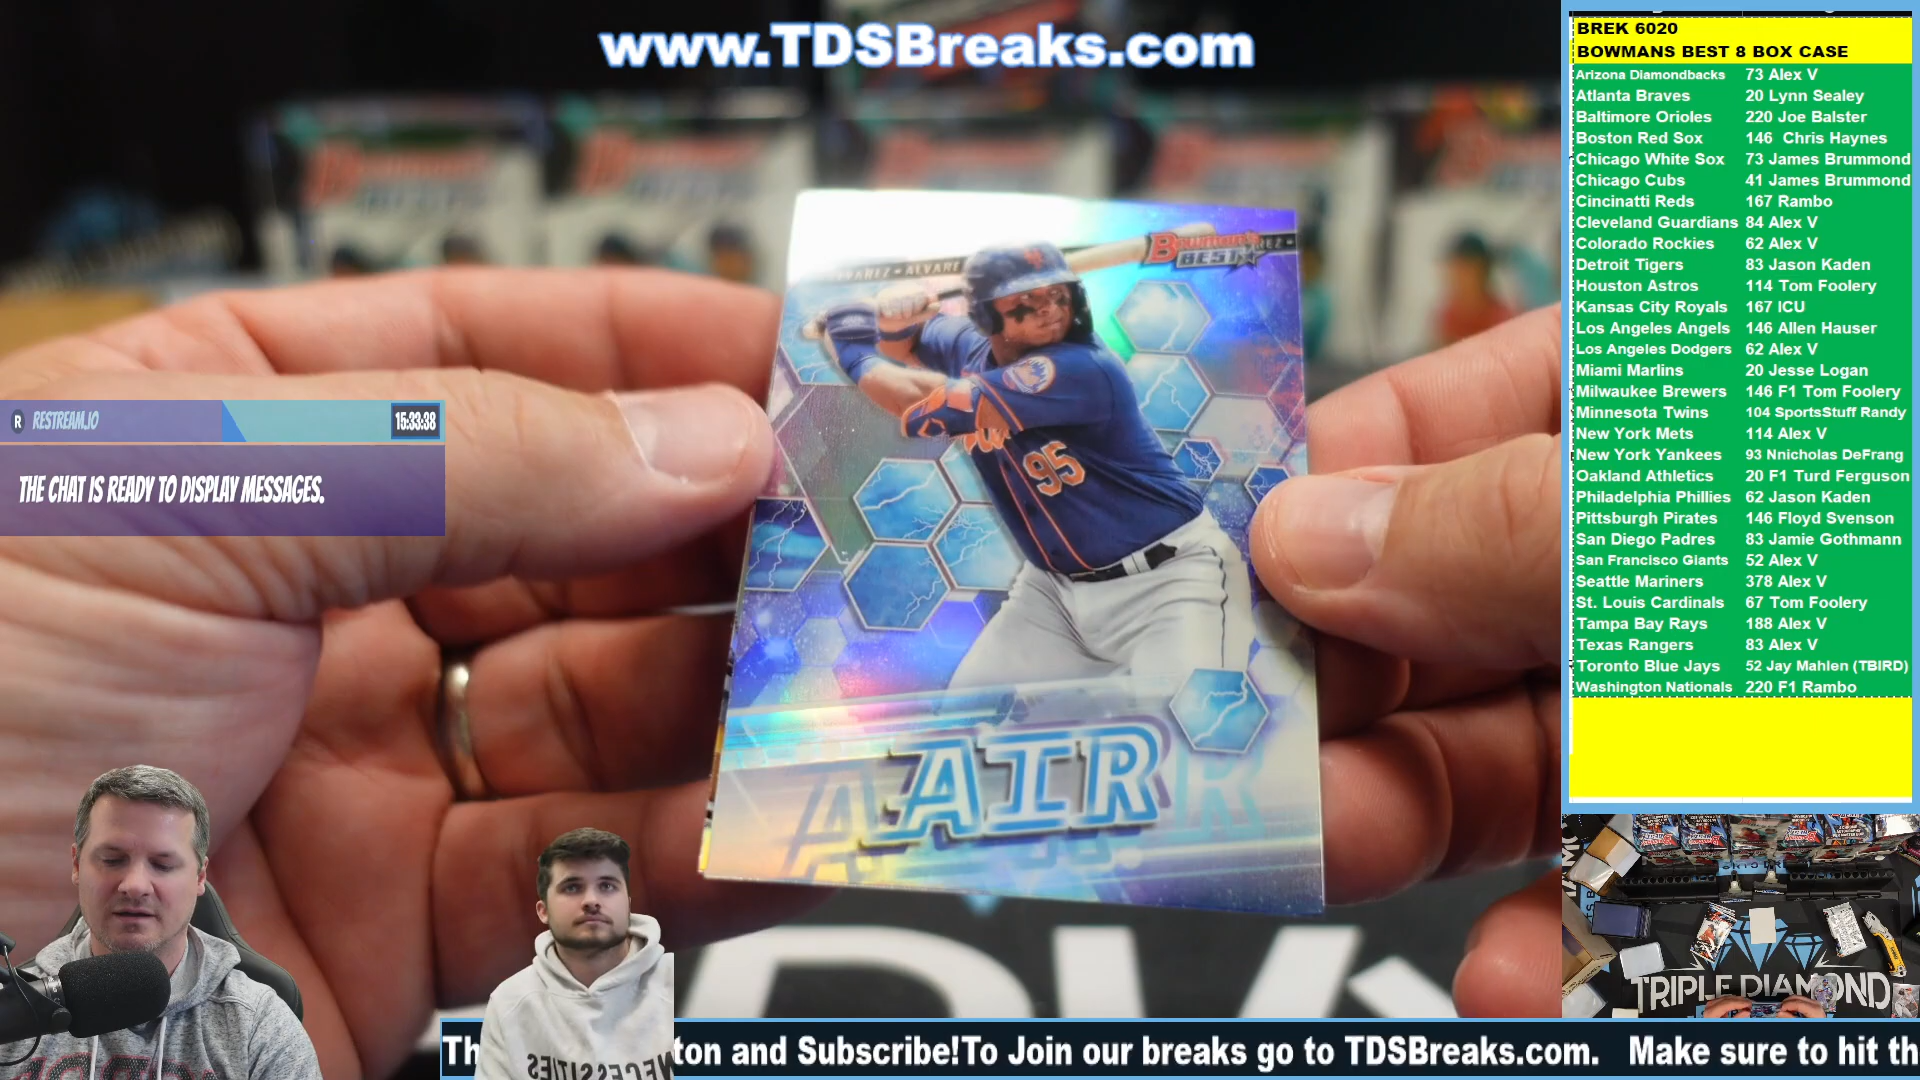 www.TDSBreaks.com
BREK 6020
BOWMANS BEST 8 BOX CASE
Arizona Diamondbacks 73 Alex V
Atlanta Braves 20 Lynn Sealey
Baltimore Orioles 220 Joe Balster
Boston Red Sox 146 Chris Haynes
Chicago White Sox 73 James Brummond
Chicago Cubs 41 James Brummond
Cincinatti Reds 167 Rambo
Cleveland Guardians 84 Alex V
Colorado Rockies 62 Alex V
Detroit Tigers 83 Jason Kaden
Houston Astros 114 Tom Foolery
Kansas City Royals 167 ICU
Los Angeles Angels 146 Allen Hauser
Los Angeles Dodgers 62 Alex V
Miami Marlins 20 Jesse Logan
Milwaukee Brewers 146 F1 Tom Foolery
Minnesota Twins 104 SportsStuff Randy
New York Mets 114 Alex V
New York Yankees 93 Nnicholas DeFrang
Oakland Athletics 20 F1 Turd Ferguson
Philadelphia Phillies 62 Jason Kaden
Pittsburgh Pirates 146 Floyd Svenson
San Diego Padres 83 Jamie Gothmann
San Francisco Giants 52 Alex V
Seattle Mariners 378 Alex V
St. Louis Cardinals 67 Tom Foolery
Tampa Bay Rays 188 Alex V
Texas Rangers 83 Alex V
Toronto Blue Jays 52 Jay Mahlen (TBIRD)
Washington Nationals 220 F1 Rambo
Bowman's
BEST
ALVARE
95
AIR
R RESTREAM.IO 15:33:38
THE CHAT IS READY TO DISPLAY MESSAGES.
TRIPLE DIAMOND
NECESSITIES
Th
ton and Subscribe!To Join our breaks go to TDSBreaks.com. Make sure to hit th